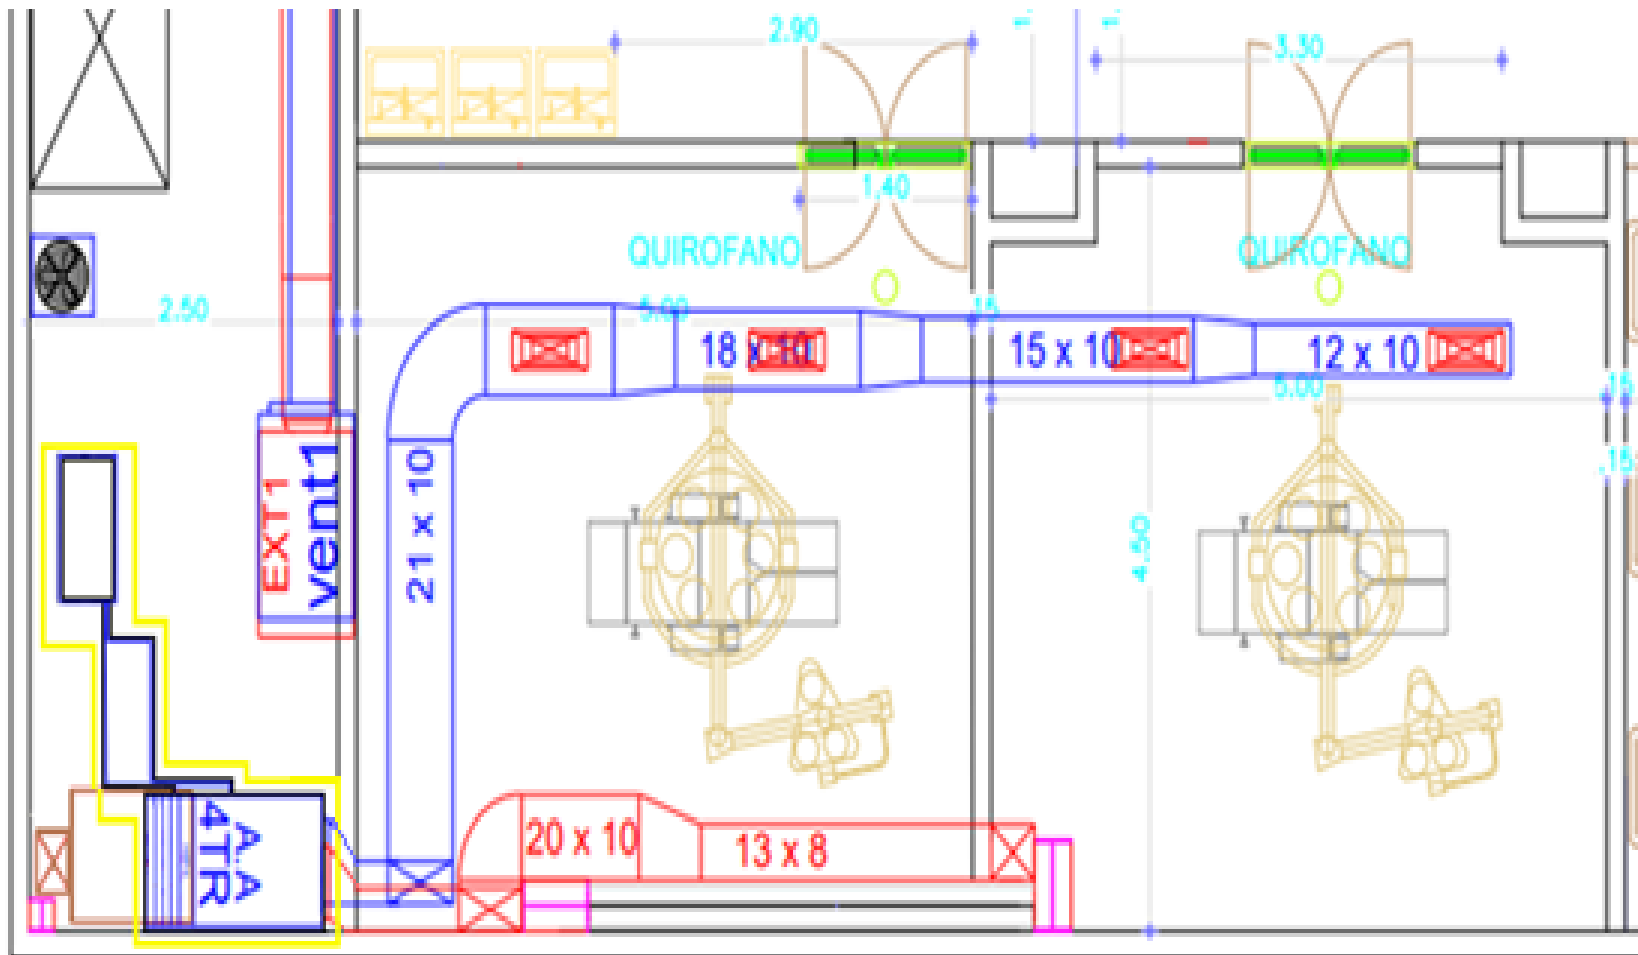 2.90
3.30
1.40
QUIROFANO
QUIROFANO
2.50
5.00
.15
18 x 10
15 x 10
12 x 10
5.00
.15
.15
EXT1
vent1
21 x 10
4.50
20 x 10
13 x 8
A.A
4TR